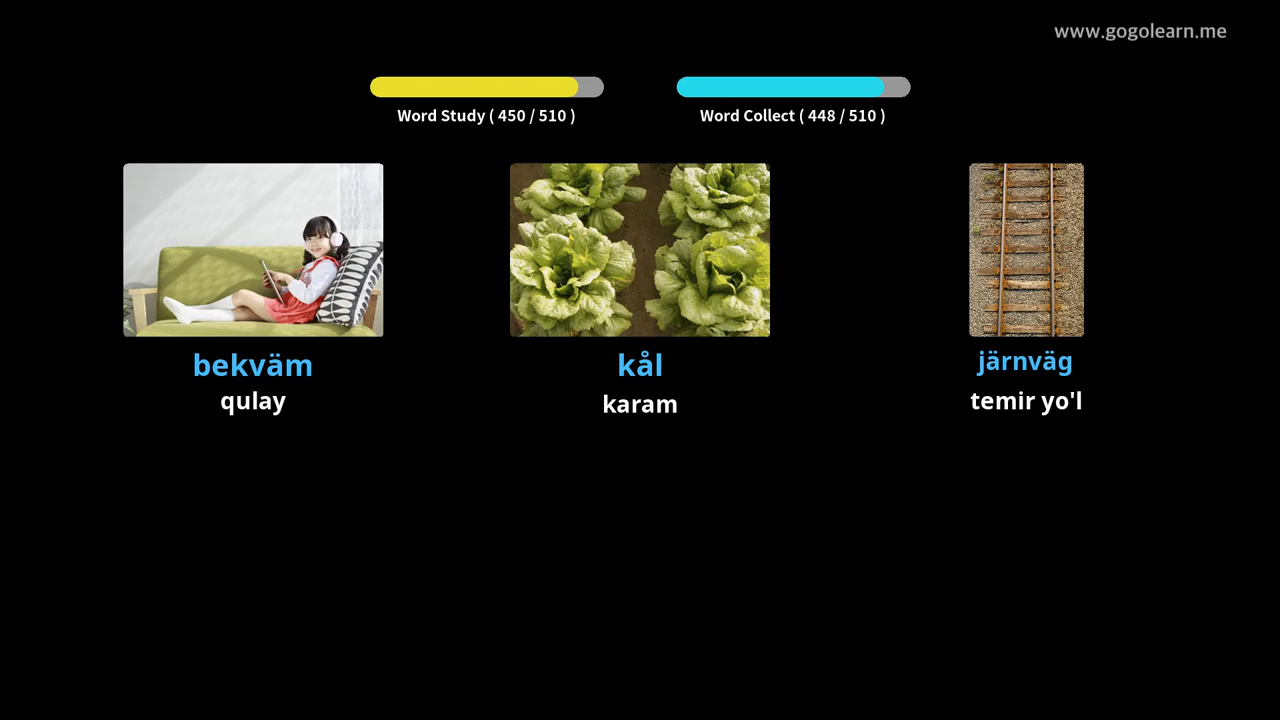 www.gogolearn.me
Word Study ( 450 / 510 )
Word Collect ( 448 / 510 )
bekväm
qulay
kål
karam
järnväg
temir yo'l